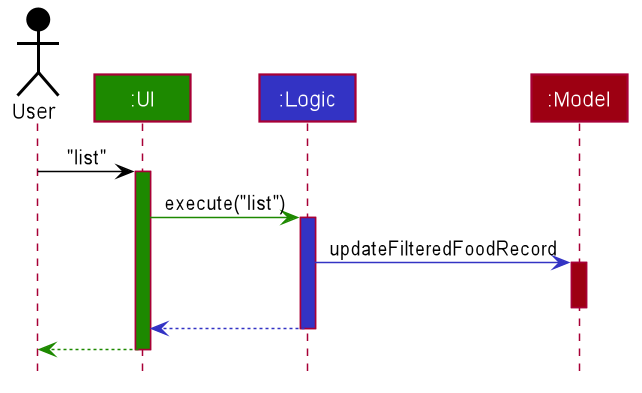 User
:UI
:Logic
:Model
"list"
execute("list")
updateFilteredFoodRecord